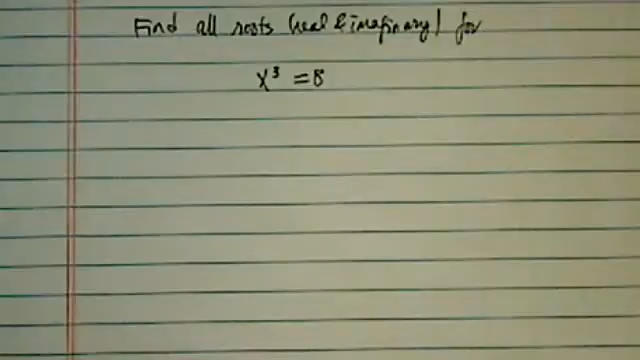 Find all roots (real & imaginary) for
x³ = 8